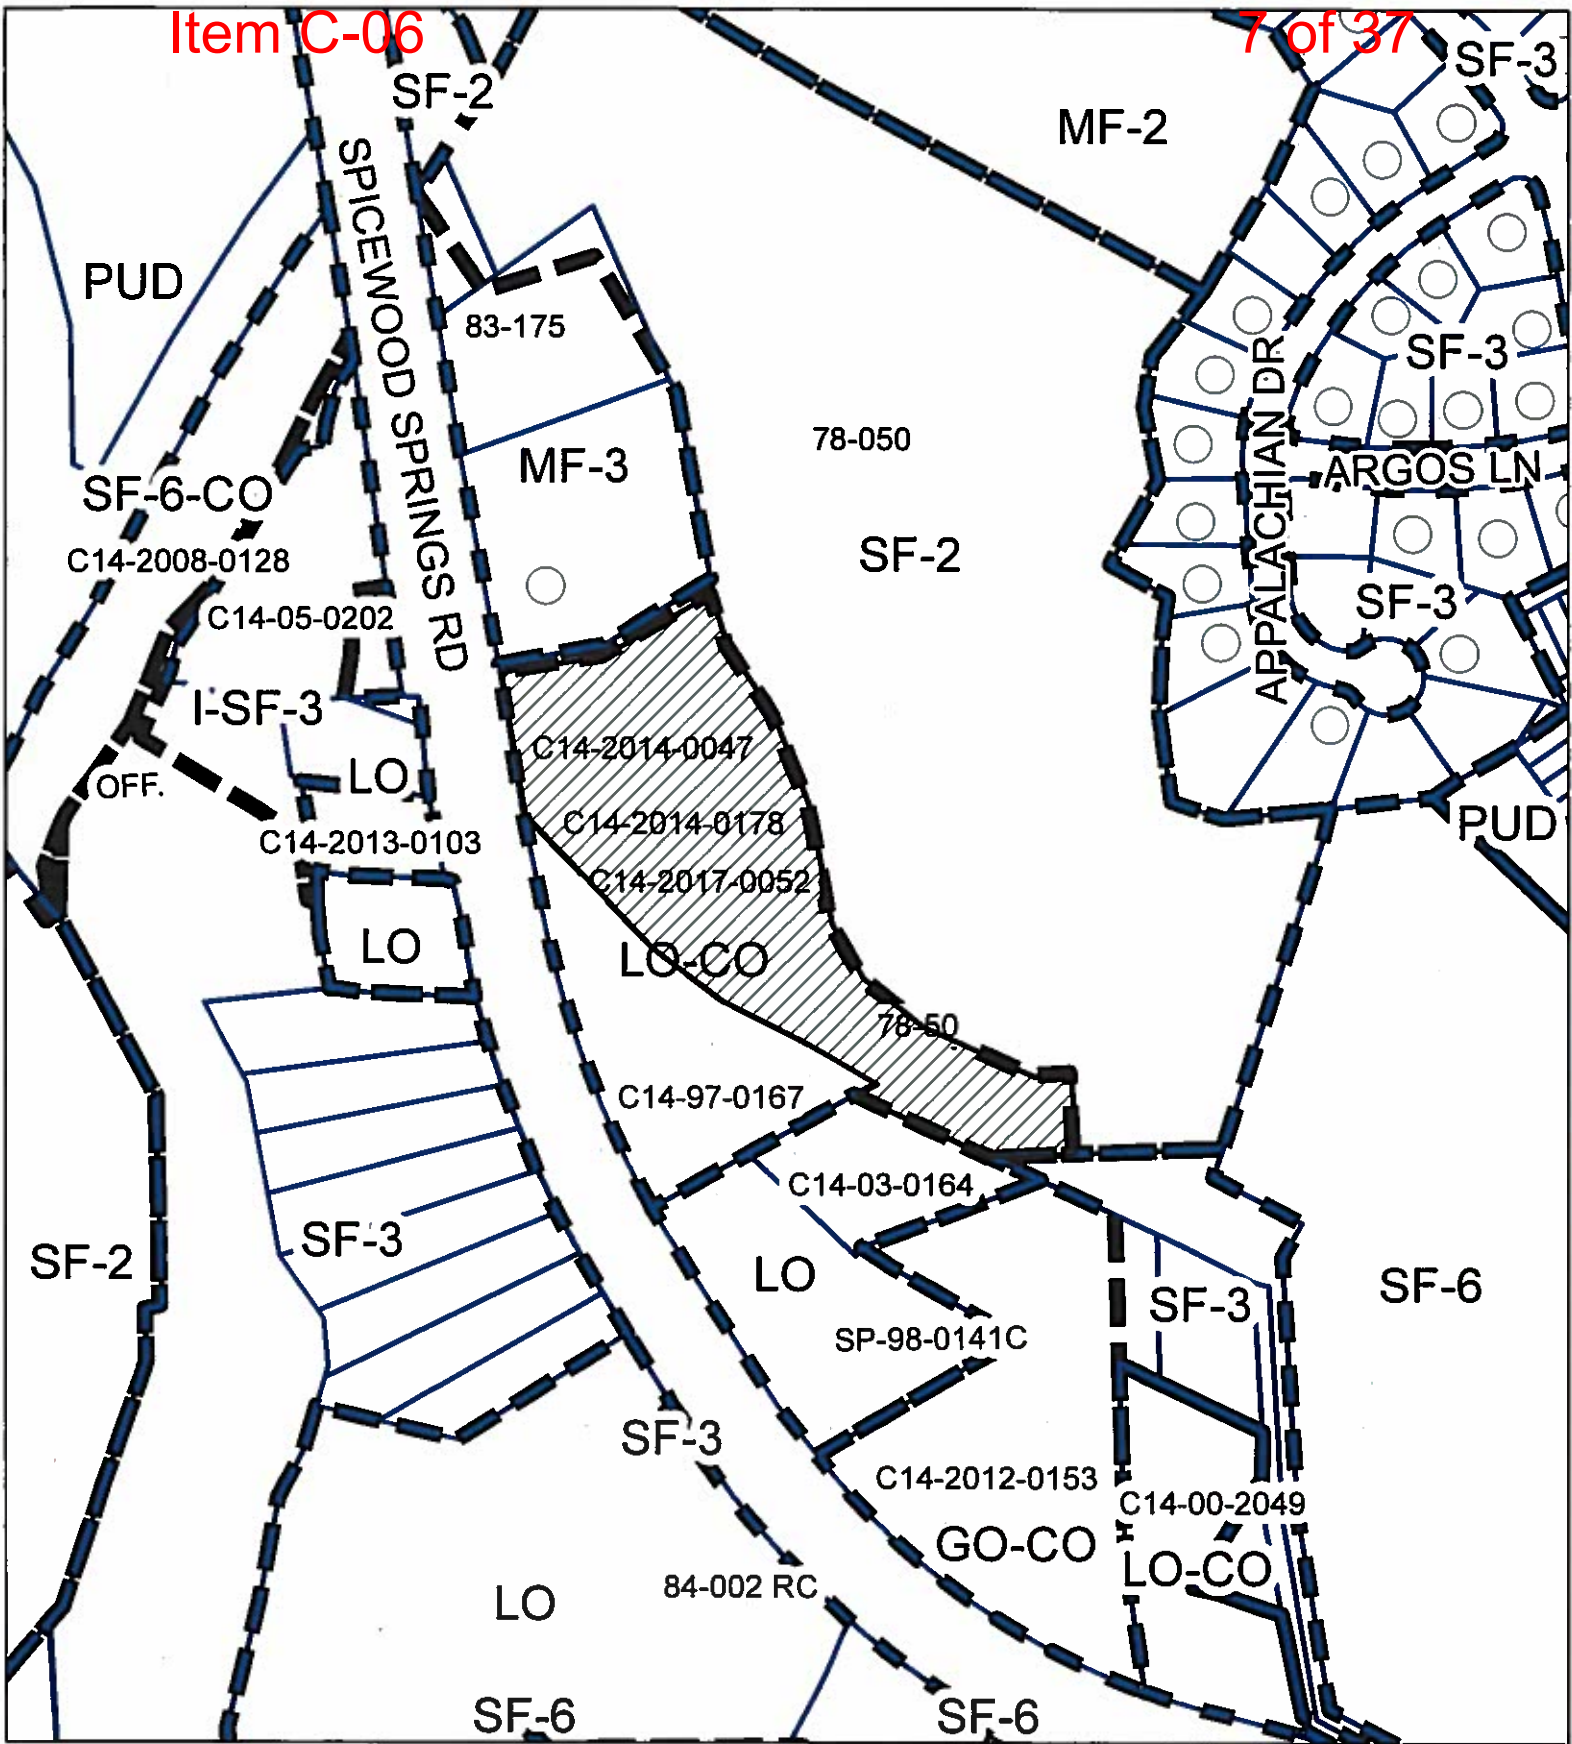 Item C-06
7 of 37
SF-2
SF-3
MF-2
SPICEWOOD SPRINGS RD
PUD
83-175
SF-3
APPALACHIAN DR
78-050
MF-3
ARGOS LN
SF-6-CO
C14-2008-0128
SF-2
C14-05-0202
SF-3
I-SF-3
C14-2014-0047
LO
OFF.
C14-2014-0178
PUD
C14-2013-0103
C14-2017-0052
LO
LO-CO
78-50
C14-97-0167
C14-03-0164
SF-3
SF-2
LO
SF-6
SF-3
SP-98-0141C
SF-3
C14-2012-0153
C14-00-2049
GO-CO
LO-CO
84-002 RC
LO
SF-6
SF-6